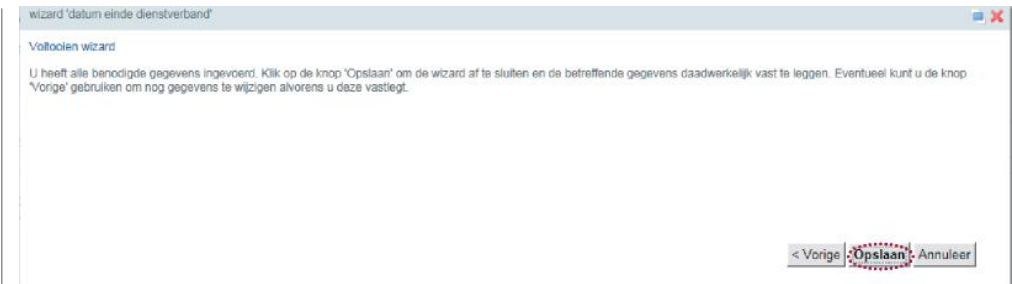 wizard 'datum einde dienstverband'
Voltooien wizard
U heeft alle benodigde gegevens ingevoerd. Klik op de knop 'Opslaan' om de wizard af te sluiten en de betreffende gegevens daadwerkelijk vast te leggen. Eventueel kunt u de knop
'Vorige' gebruiken om nog gegevens te wijzigen alvorens u deze vastlegt.
< Vorige Opslaan Annuleer